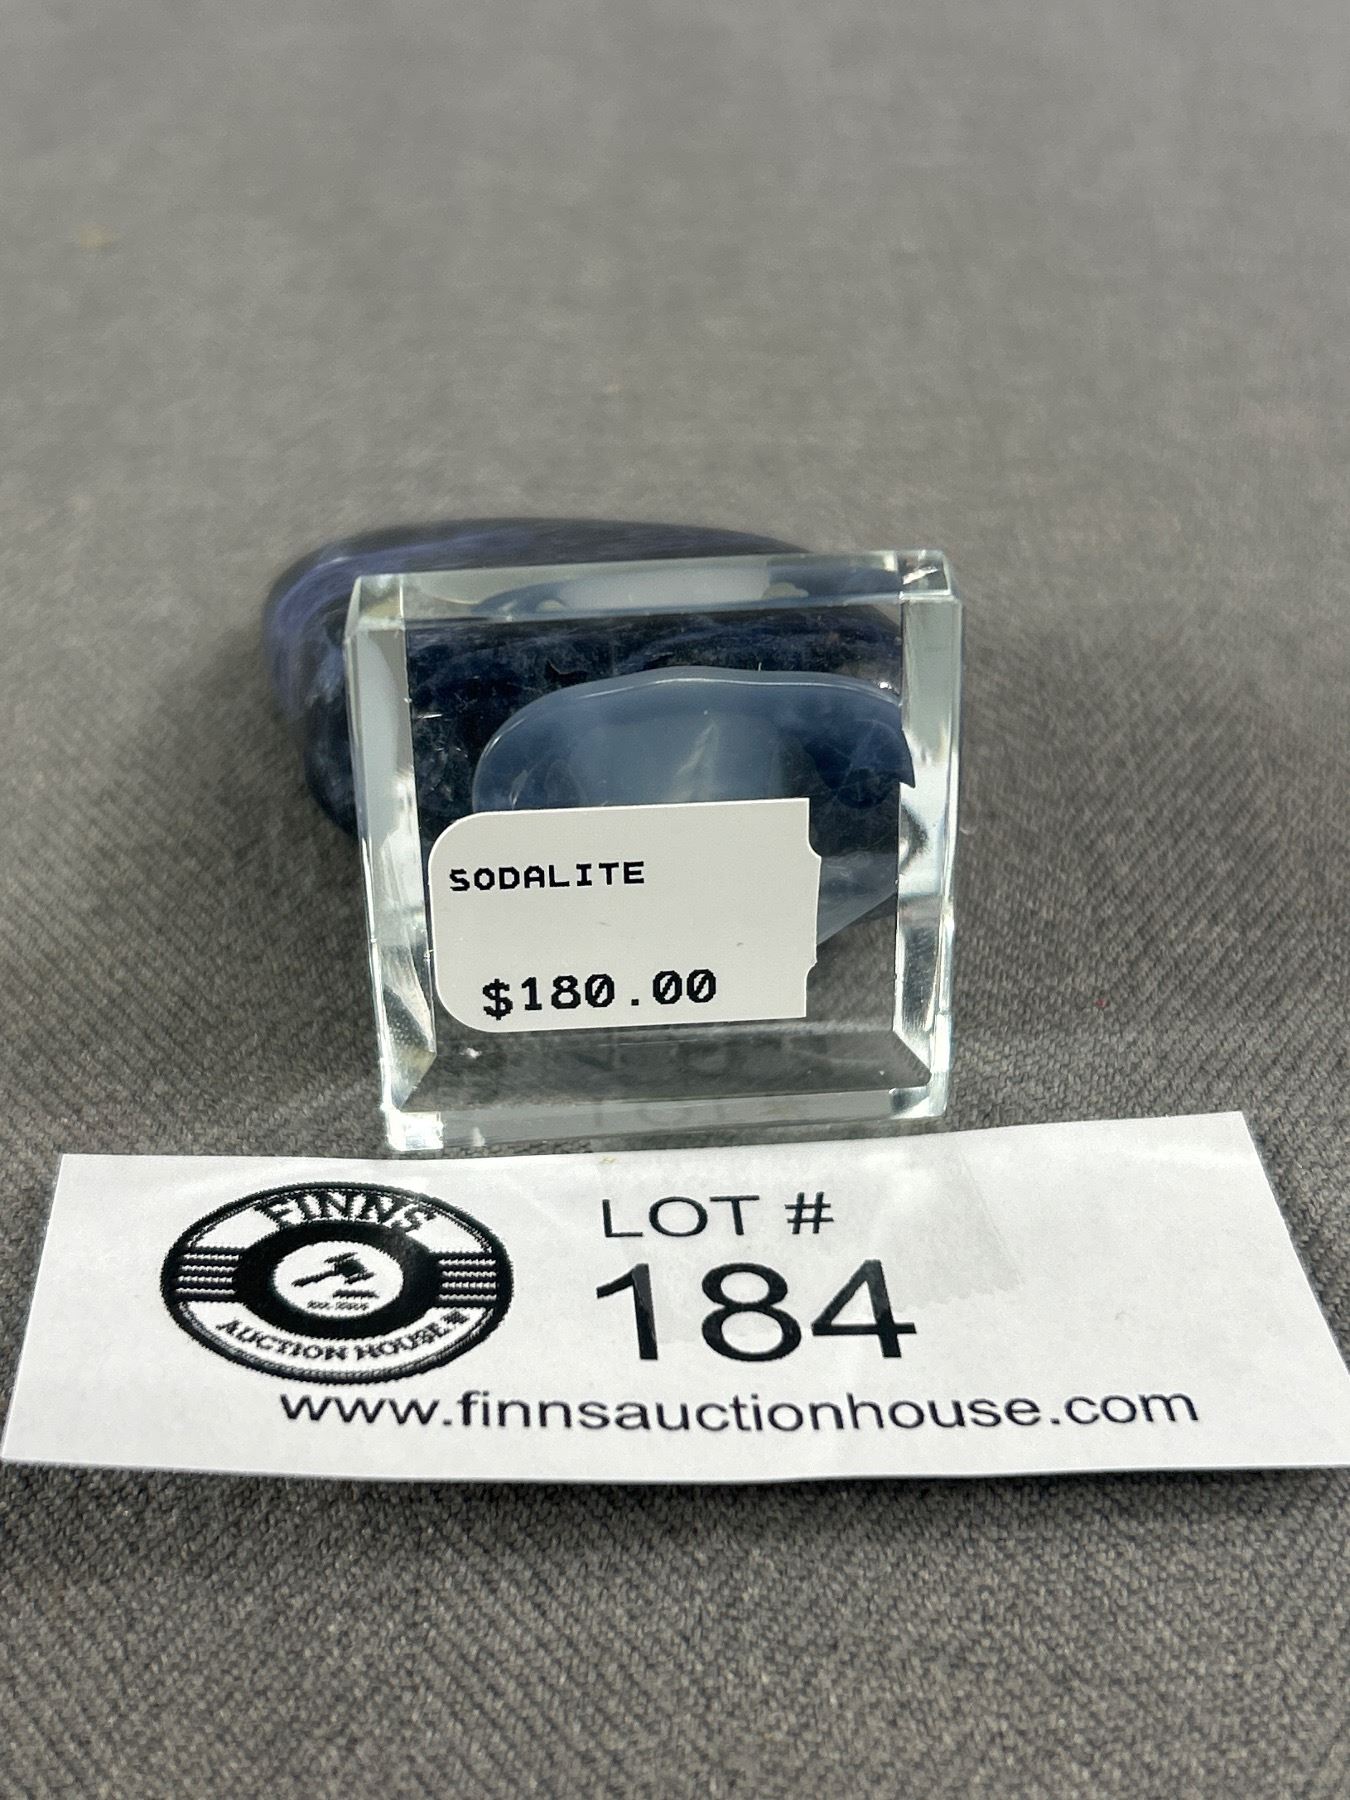 SODALITE
$180.00
FINNS
AUCTION HOUSE
LOT #
184
www.finnsauctionhouse.com